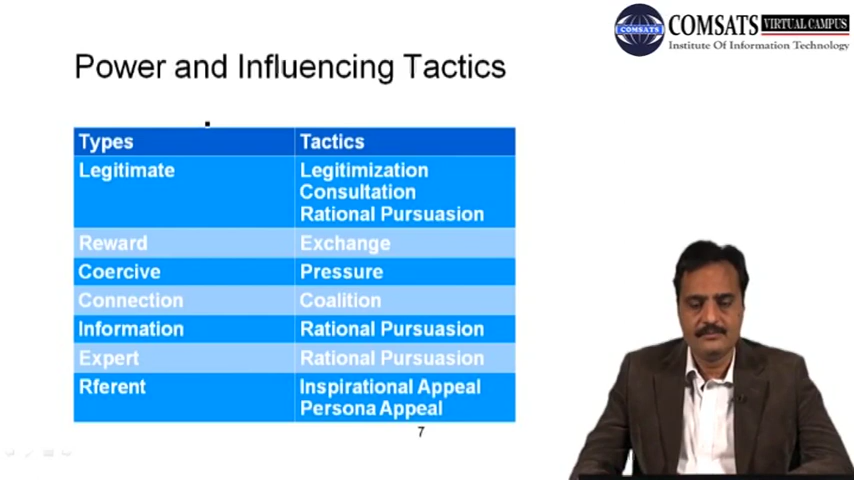 COMSATS
COMSATS VIRTUAL CAMPUS
Institute Of Information Technology
Power and Influencing Tactics
Types Tactics
Legitimate Legitimization
Consultation
Rational Pursuasion
Reward Exchange
Coercive Pressure
Connection Coalition
Information Rational Pursuasion
Expert Rational Pursuasion
Rferent Inspirational Appeal
Persona Appeal
7